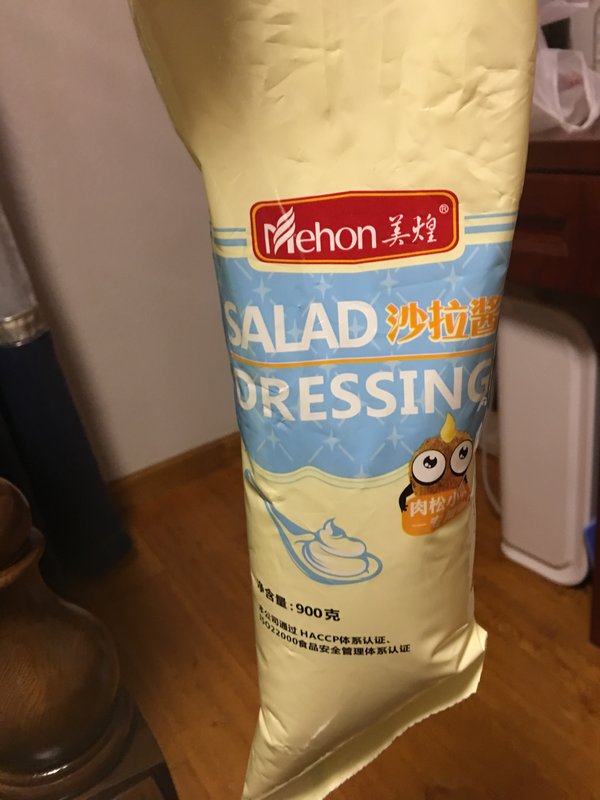 Mehon 美煌®
SALAD 沙拉酱
DRESSING
肉松小
净含量:900克
本公司通过 HACCP体系认证、
ISO22000食品安全管理体系认证